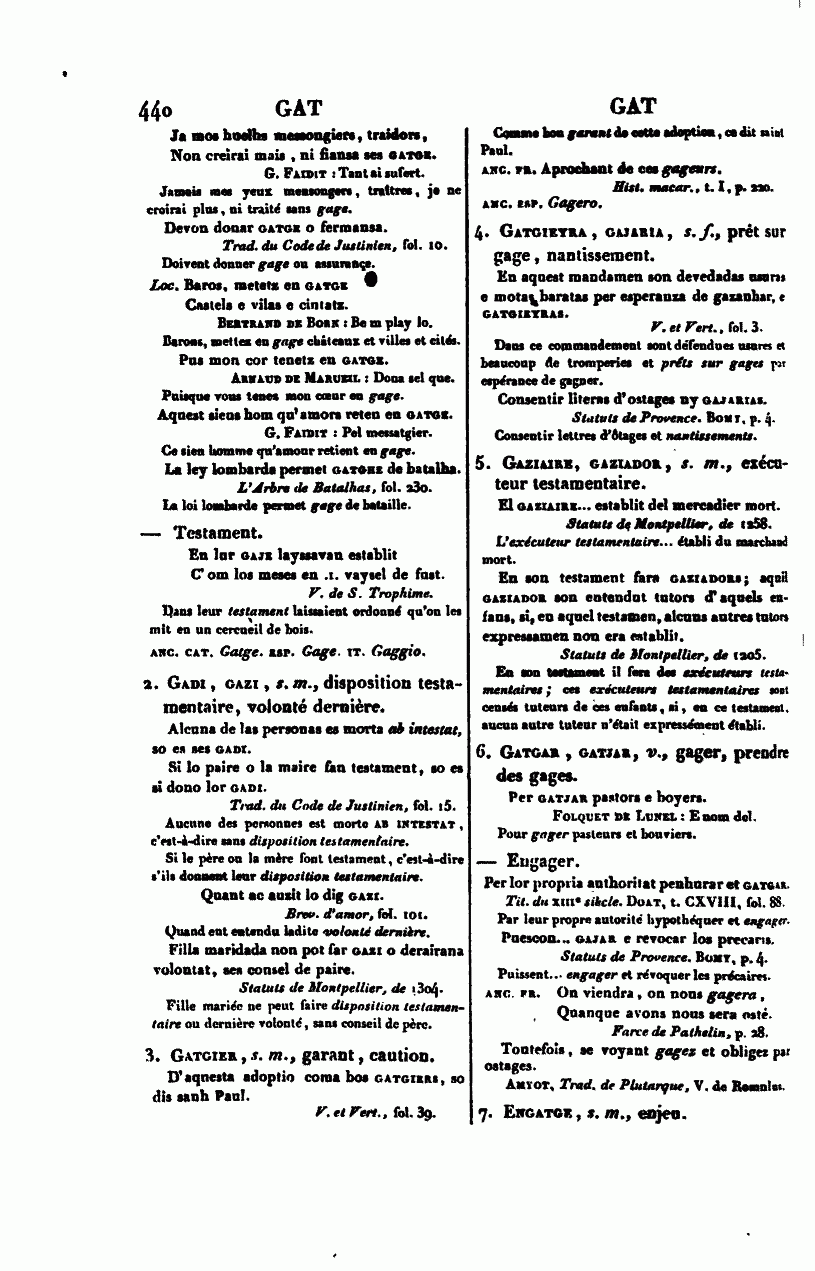 440 GAT
Ja mos huelhs messongiers, traidors,
Non creirai mais, ni fiansa ses GATGE.
G. FAIDIT : Tant ai sufert.
Jamais mes yeux mensongers, traîtres, je ne
croirai plus, ni traité sans gage.
Devon donar GATGE o fermansa.
Trad. du Code de Justinien, fol. 10.
Doivent donner gage ou assurance.
Loc. Baros, metetz en GATGE
Castels e vilas e ciutatz.
BERTRAND DE BORN : Be m play lo.
Barons, mettez en gage châteaux et villes et cités.
Pus mon cor tenetz en GATGE.
ARNAUD DE MARUEIL : Dona sel que.
Puisque vous tenez mon cœur en gage.
Aquest siens hom qu'amors reten en GATGE.
G. FAIDIT : Pel messatgier.
Ce sien homme qu'amour retient en gage.
La ley lombarda permet GATGES de batalha.
L'Arbre de Batalhas, fol. 230.
La loi lombarde permet gage de bataille.
— Testament.
En lur GAJE layssavan establit
C'om los meses en .I. vaysel de fust.
V. de S. Trophime.
Dans leur testament laissaient ordonné qu'on les
mit en un cercueil de bois.
ANC. CAT. Gatge. ESP. Gage. IT. Gaggio.
2. GADI, GAZI, s. m., disposition testa-
mentaire, volonté dernière.
Alcuna de las personas es morta ab intestat,
so es ses GADI.
Si lo paire o la maire fan testament, so es
si dono lor GADI.
Trad. du Code de Justinien, fol. 15.
Aucune des personnes est morte AB INTESTAT,
c'est-à-dire sans disposition testamentaire.
Si le père ou la mère font testament, c'est-à-dire
s'ils donnent leur disposition testamentaire.
Quant ac auzit lo dig GAZI.
Brev. d'amor, fol. 101.
Quand eut entendu ladite volonté dernière.
Filla maridada non pot far GAZI o derairana
volontat, ses consel de paire.
Statuts de Montpellier, de 1304.
Fille mariée ne peut faire disposition testamen-
taire ou dernière volonté, sans conseil de père.
3. GATGIER, s. m., garant, caution.
D'aquesta adoptio coma bos GATGIERS, so
dis sanh Paul.
V. et Vert., fol. 39.
GAT
Comme bon garant de cette adoption, ce dit saint
Paul.
ANC. FR. Aprochant de ces gageurs.
Hist. macar., t. I, p. 220.
ANC. ESP. Gagero.
4. GATGIEYRA, GAJARIA, s. f., prêt sur
gage, nantissement.
En aquest mandamen son devedadas usuras
e motas baratas per esperanza de gazanhar, e
GATGIEYRAS.
V. et Vert., fol. 3.
Dans ce commandement sont défendues usures et
beaucoup de tromperies et prêts sur gages par
espérance de gagner.
Consentir literas d'ostages ny GAJARIAS.
Statuts de Provence. BOMY, p. 4.
Consentir lettres d'ôtages et nantissements.
5. GAZIAIRE, GAZIADOR, s. m., exécu-
teur testamentaire.
El GAZIAIRE... establit del mercadier mort.
Statuts de Montpellier, de 1258.
L'exécuteur testamentaire... établi du marchand
mort.
En son testament fara GAZIADORS; aquil
GAZIADOR son entendut tutors d'aquels en-
fans, si, en aquel testamen, alcuns autres tutors
expressamen non era establit.
Statuts de Montpellier, de 1205.
En son testament il fera des exécuteurs testa-
mentaires; ces exécuteurs testamentaires sont
censés tuteurs de ces enfants, si, en ce testament,
aucun autre tuteur n'était expressément établi.
6. GATGAR, GATJAR, v., gager, prendre
des gages.
Per GATJAR pastors e boyers.
FOLQUET DE LUNEL : E nom del.
Pour gager pasteurs et bouviers.
— Engager.
Per lor propria authoritat penhurar et GATGAR.
Tit. du XIIIe siècle. DOAT, t. CXVIII, fol. 88.
Par leur propre autorité hypothéquer et engager.
Puescon... GAJAR e revocar los precaris.
Statuts de Provence. BOMY, p. 4.
Puissent... engager et révoquer les précaires.
ANC. FR. On viendra, on nous gagera,
Quanque avons nous sera osté.
Farce de Pathelin, p. 28.
Toutefois, se voyant gagez et obligez par
ostages.
AMYOT, Trad. de Plutarque, V. de Romulus.
7. ENGATGE, s. m., enjeu.